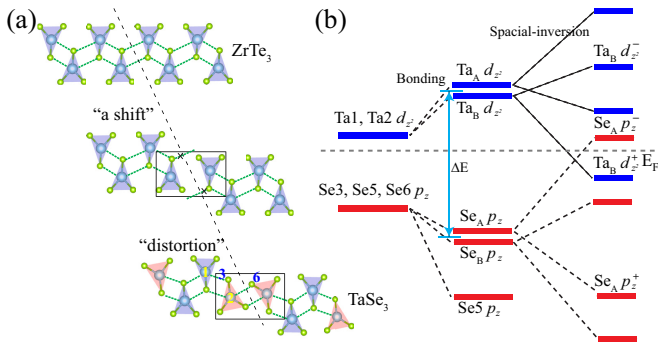 (a)
ZrTe3
“a shift”
“distortion”
3
6
TaSe3
(b)
Spacial-inversion
Bonding
TaA dz²
TaB dz²
Ta1, Ta2 dz²
ΔE
Se3, Se5, Se6 pz
SeA pz
SeB pz
Se5 pz
TaB dz²⁻
SeA pz⁻
TaB dz²⁺ EF
SeA pz⁺